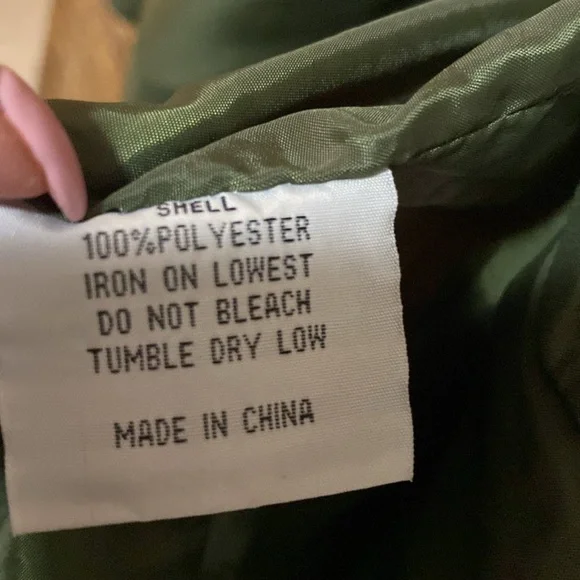 SHELL
100%POLYESTER
IRON ON LOWEST
DO NOT BLEACH
TUMBLE DRY LOW
MADE IN CHINA